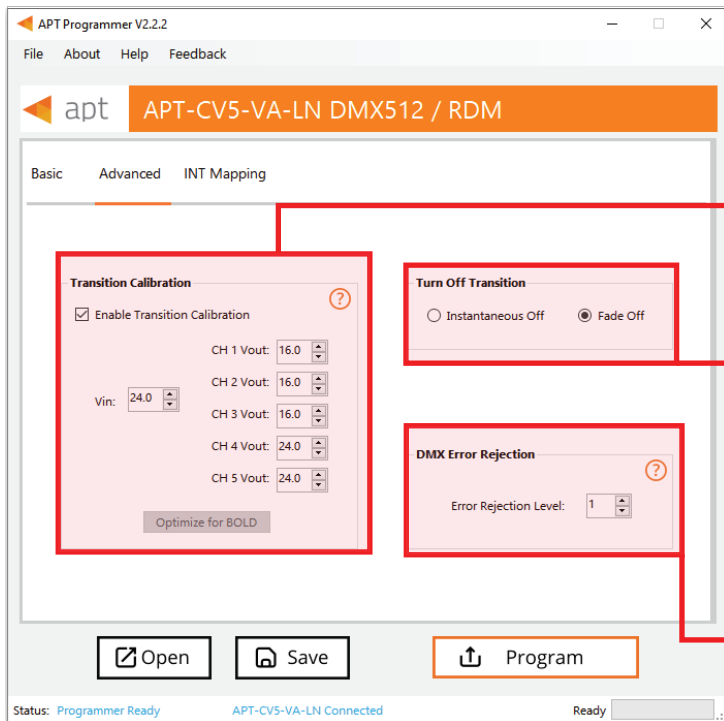 APT Programmer V2.2.2
File About Help Feedback
apt APT-CV5-VA-LN DMX512 / RDM
Basic Advanced INT Mapping
Transition Calibration
?
Enable Transition Calibration
CH 1 Vout: 16.0
CH 2 Vout: 16.0
Vin: 24.0
CH 3 Vout: 16.0
CH 4 Vout: 24.0
CH 5 Vout: 24.0
Optimize for BOLD
Turn Off Transition
Instantaneous Off Fade Off
DMX Error Rejection
?
Error Rejection Level: 1
Open Save Program
Status: Programmer Ready APT-CV5-VA-LN Connected Ready